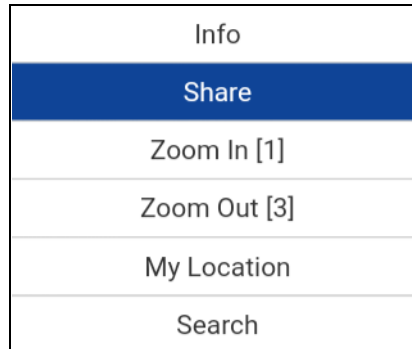 Info
Share
Zoom In [1]
Zoom Out [3]
My Location
Search